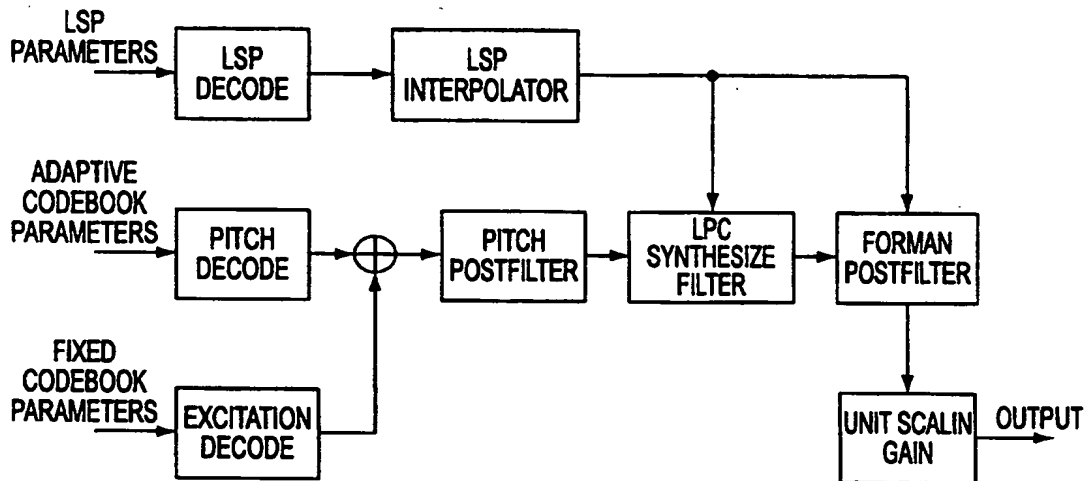 LSP
PARAMETERS
LSP
DECODE
LSP
INTERPOLATOR
ADAPTIVE
CODEBOOK
PARAMETERS
PITCH
DECODE
PITCH
POSTFILTER
LPC
SYNTHESIZE
FILTER
FORMAN
POSTFILTER
FIXED
CODEBOOK
PARAMETERS
EXCITATION
DECODE
UNIT SCALIN
GAIN
OUTPUT